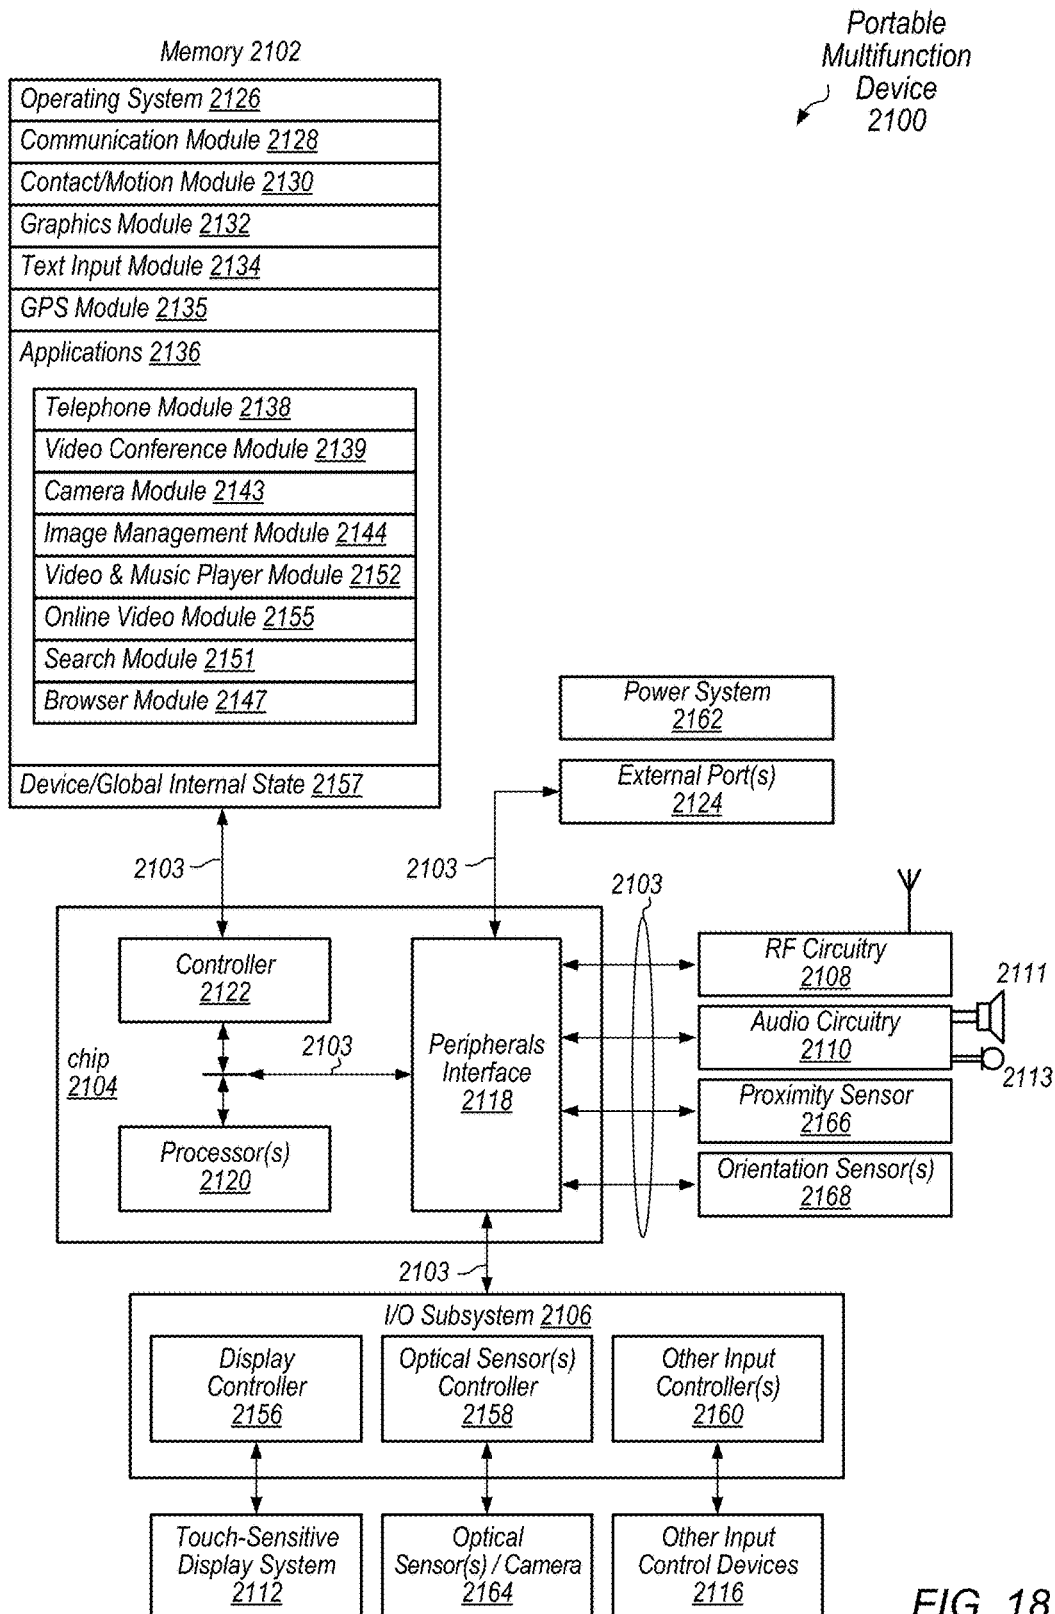 Portable
Multifunction
Device
2100
Memory 2102
Operating System 2126
Communication Module 2128
Contact/Motion Module 2130
Graphics Module 2132
Text Input Module 2134
GPS Module 2135
Applications 2136
Telephone Module 2138
Video Conference Module 2139
Camera Module 2143
Image Management Module 2144
Video & Music Player Module 2152
Online Video Module 2155
Search Module 2151
Browser Module 2147
Device/Global Internal State 2157
Power System
2162
External Port(s)
2124
2103
2103
2103
chip
2104
Controller
2122
2103
Processor(s)
2120
Peripherals
Interface
2118
RF Circuitry
2108
Audio Circuitry
2110
2111
2113
Proximity Sensor
2166
Orientation Sensor(s)
2168
2103
I/O Subsystem 2106
Display
Controller
2156
Optical Sensor(s)
Controller
2158
Other Input
Controller(s)
2160
Touch-Sensitive
Display System
2112
Optical
Sensor(s) / Camera
2164
Other Input
Control Devices
2116
FIG. 18